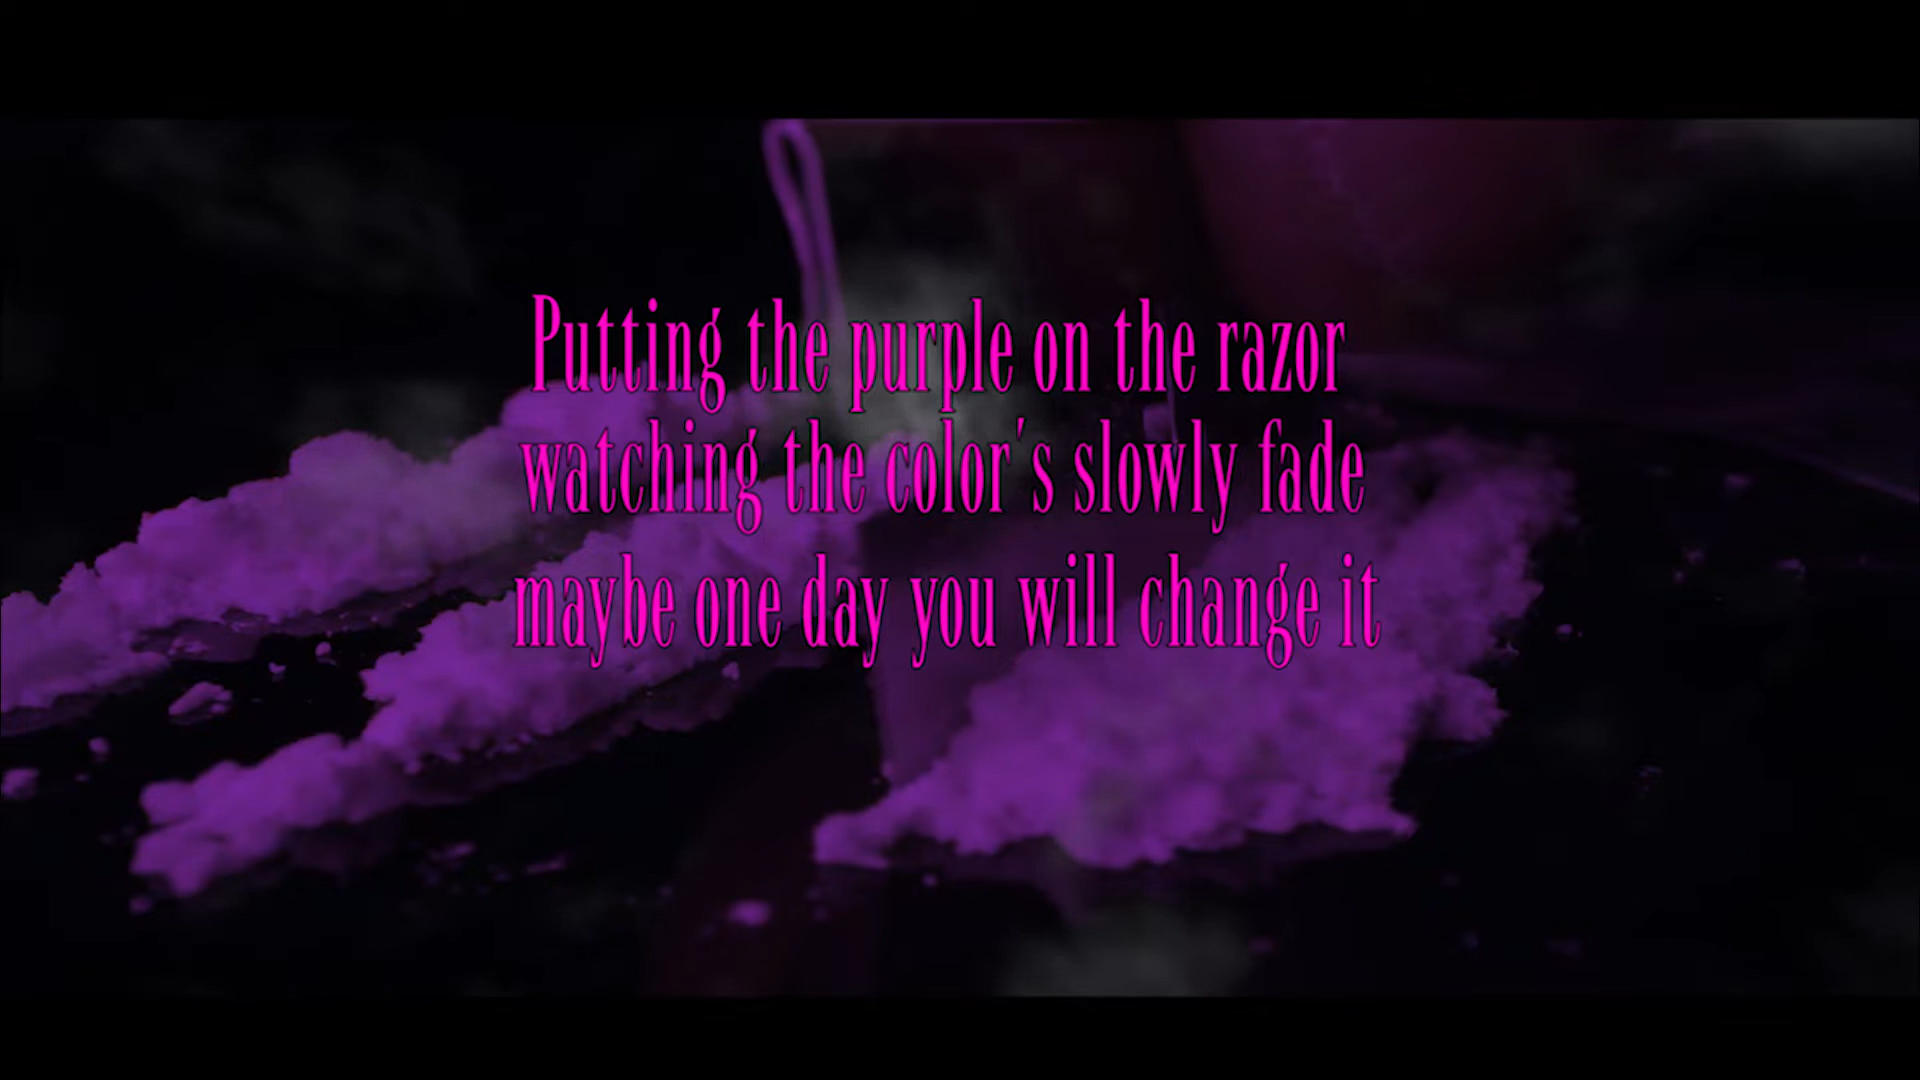 Putting the purple on the razor
watching the color's slowly fade
maybe one day you will change it